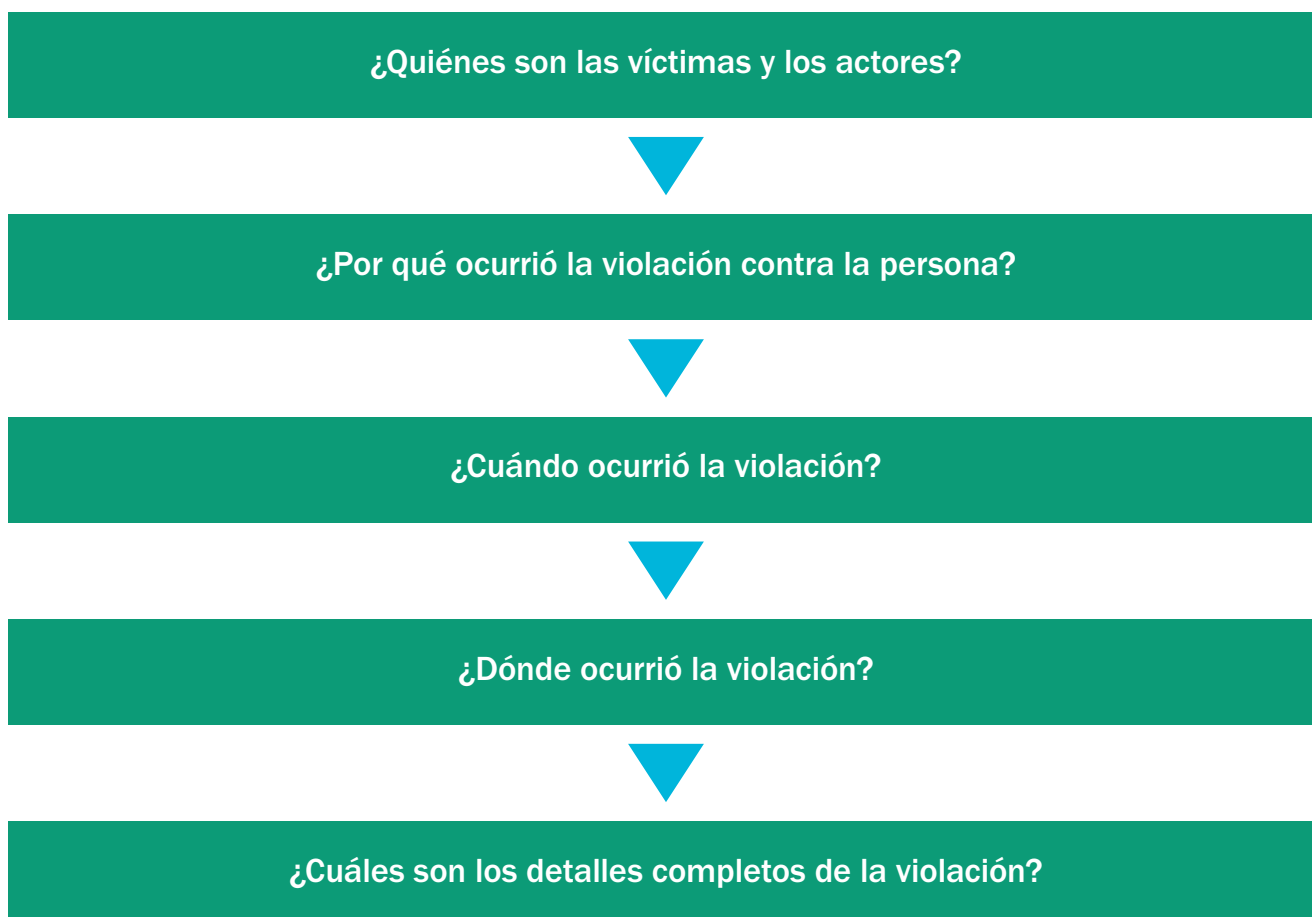 ¿Quiénes son las víctimas y los actores?
¿Por qué ocurrió la violación contra la persona?
¿Cuándo ocurrió la violación?
¿Dónde ocurrió la violación?
¿Cuáles son los detalles completos de la violación?